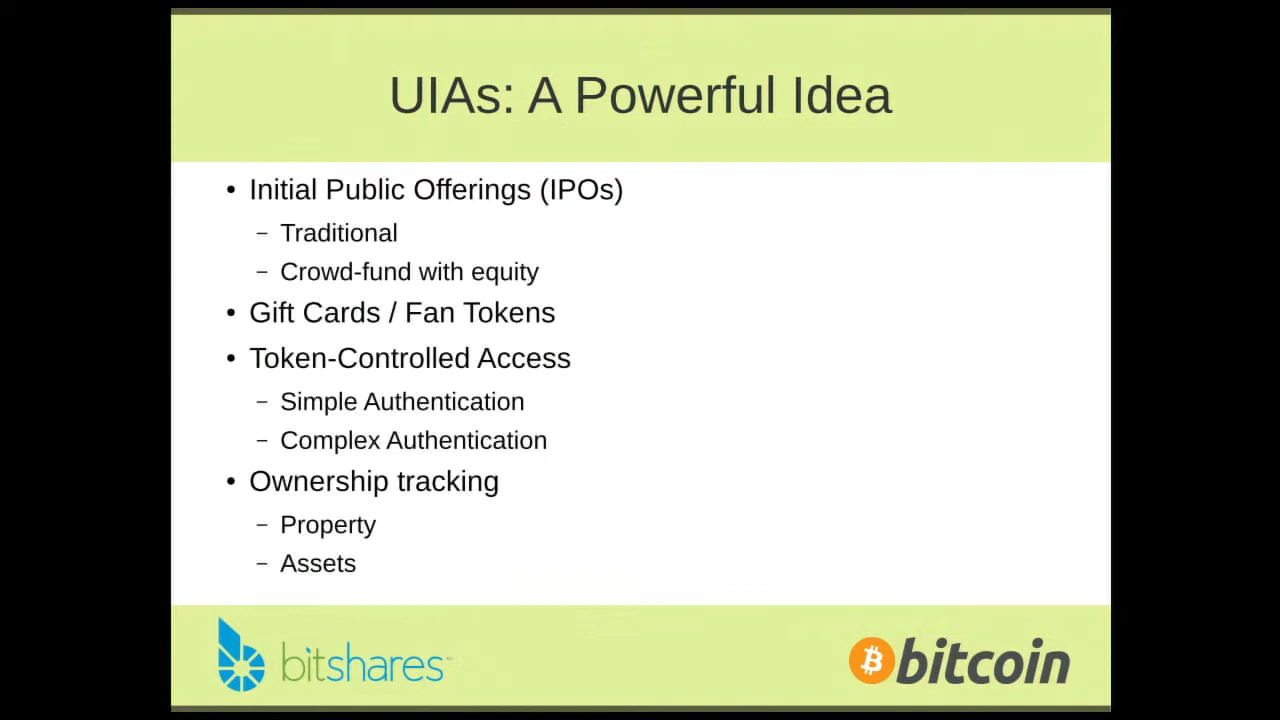 UIAs: A Powerful Idea
• Initial Public Offerings (IPOs)
– Traditional
– Crowd-fund with equity
• Gift Cards / Fan Tokens
• Token-Controlled Access
– Simple Authentication
– Complex Authentication
• Ownership tracking
– Property
– Assets
bitshares™
bitcoin